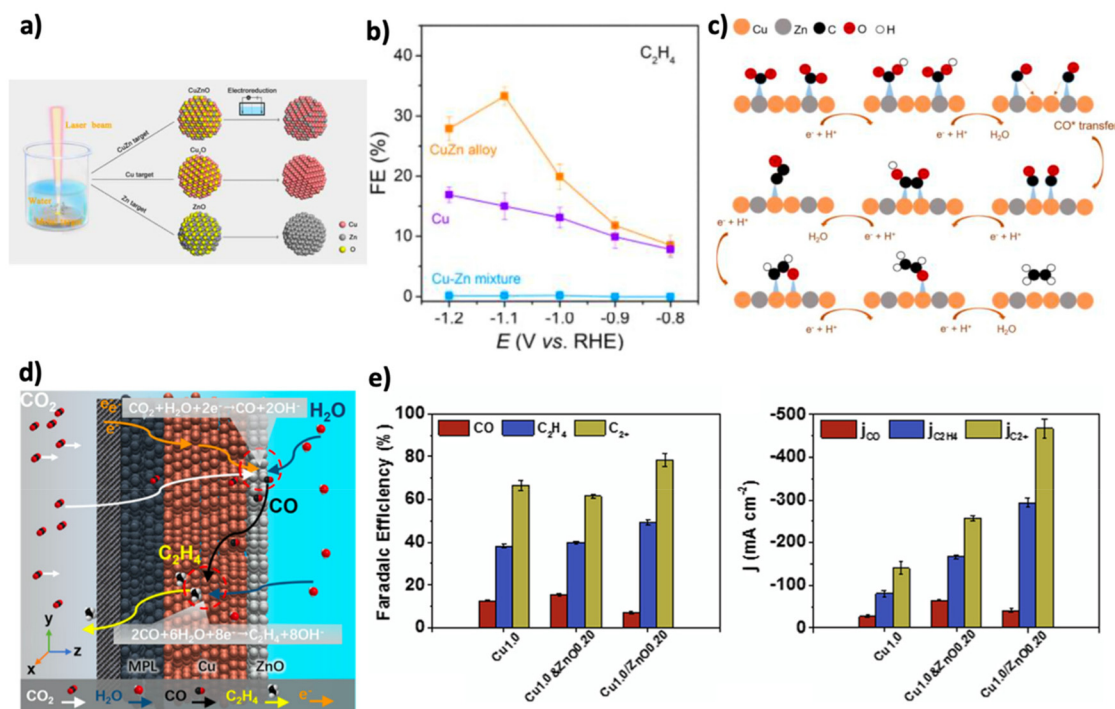 a)
Laser beam
Water
CuZn target
Cu target
Zn target
CuZnO
Electroreduction
Cu₂O
ZnO
Cu
Zn
O
b)
C₂H₄
FE (%)
40
30
20
10
0
CuZn alloy
Cu
Cu-Zn mixture
-1.2 -1.1 -1.0 -0.9 -0.8
E (V vs. RHE)
c)
Cu Zn C O H
e⁻ + H⁺ e⁻ + H⁺ H₂O
CO* transfer
e⁻ + H⁺
H₂O e⁻ + H⁺ e⁻ + H⁺
e⁻ + H⁺ e⁻ + H⁺ H₂O
d)
CO₂
e⁻
CO₂+H₂O+2e⁻→CO+2OH⁻
H₂O
CO
C₂H₄
2CO+6H₂O+8e⁻→C₂H₄+8OH⁻
y
z
x
MPL Cu ZnO
CO₂ H₂O CO C₂H₄ e⁻
e)
Faradaic Efficiency (%)
100
80
60
40
20
0
CO C₂H₄ C₂₊
Cu1.0
Cu1.0&ZnO0.20
Cu1.0/ZnO0.20
J (mA cm⁻²)
-500
-400
-300
-200
-100
0
jCO jC2H4 jC2+
Cu1.0
Cu1.0&ZnO0.20
Cu1.0/ZnO0.20